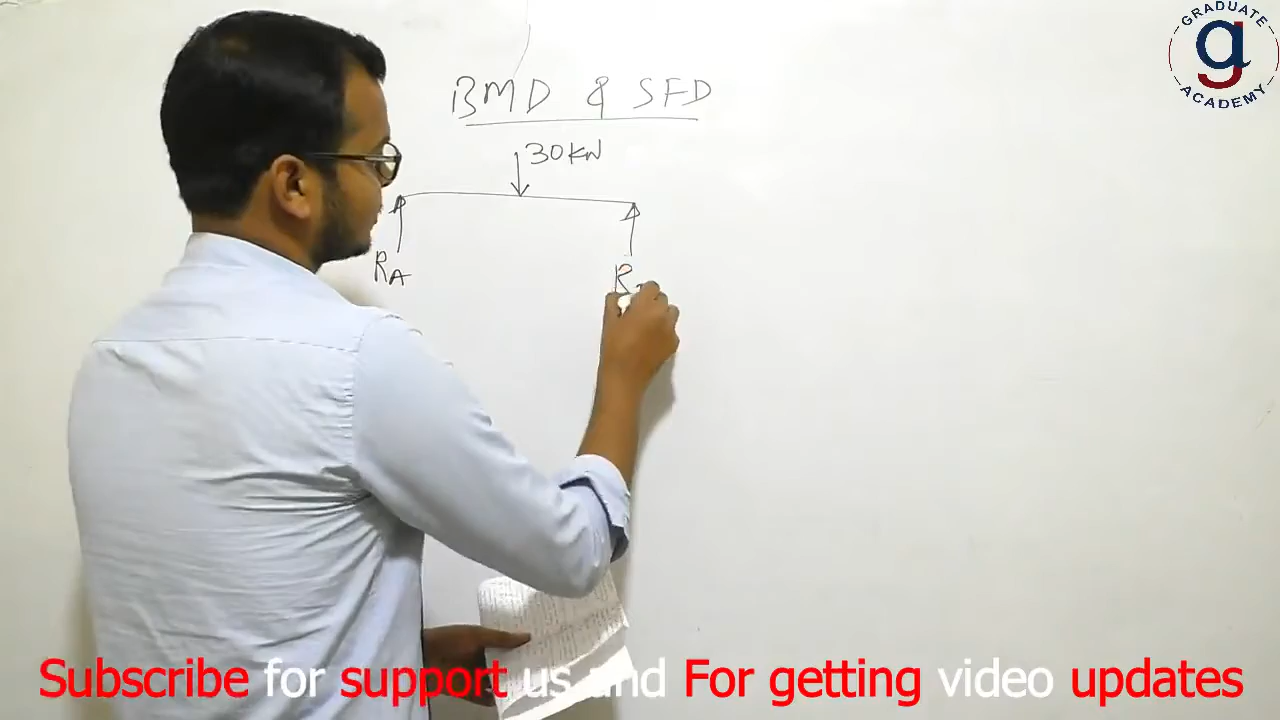 GRADUATE
g
ACADEMY
BMD & SFD
30KN
RA
R
Subscribe for support us and For getting video updates